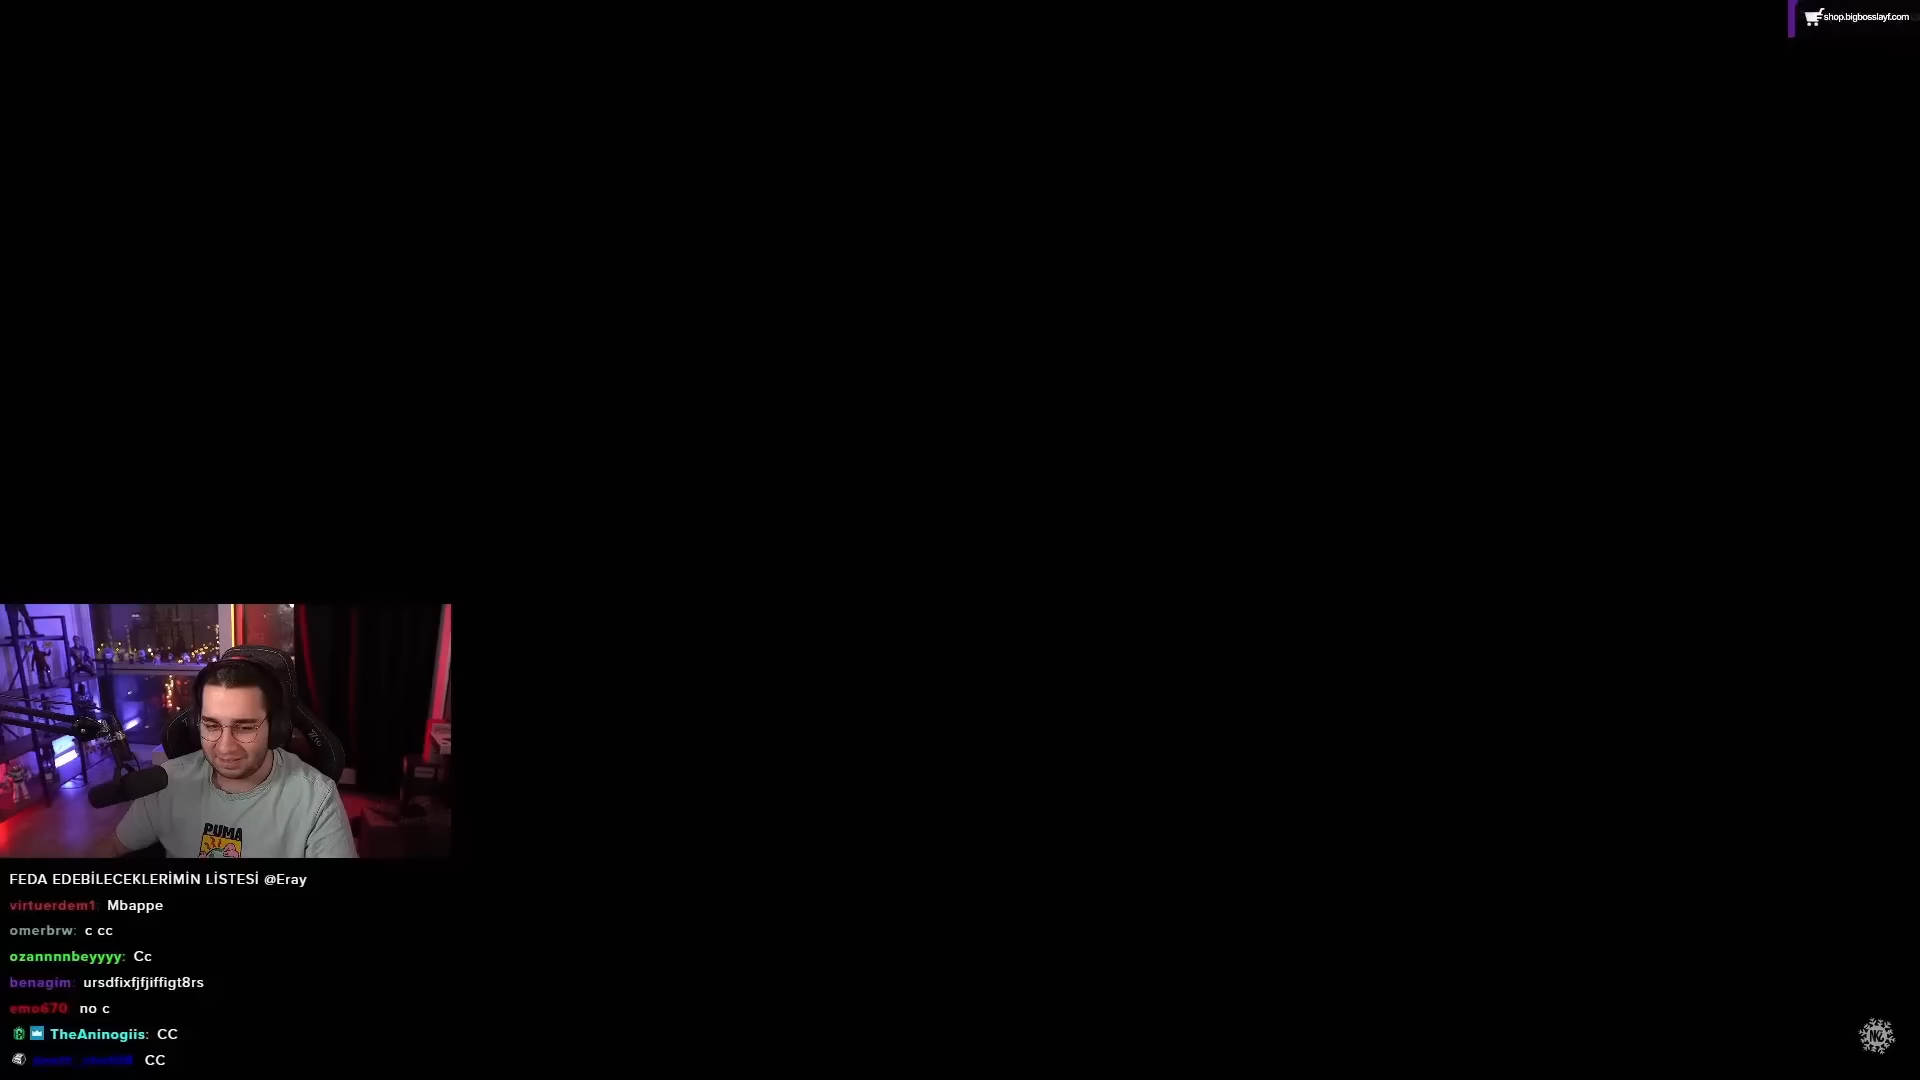 shop.bigbosslayf.com
PUMA
FEDA EDEBİLECEKLERİMİN LİSTESİ @Eray
virtuerdem1: Mbappe
omerbrw: c cc
ozannnnbeyyyy: Cc
benagim: ursdfixfjfjiffigt8rs
emo670 no c
TheAninogiis: CC
CC